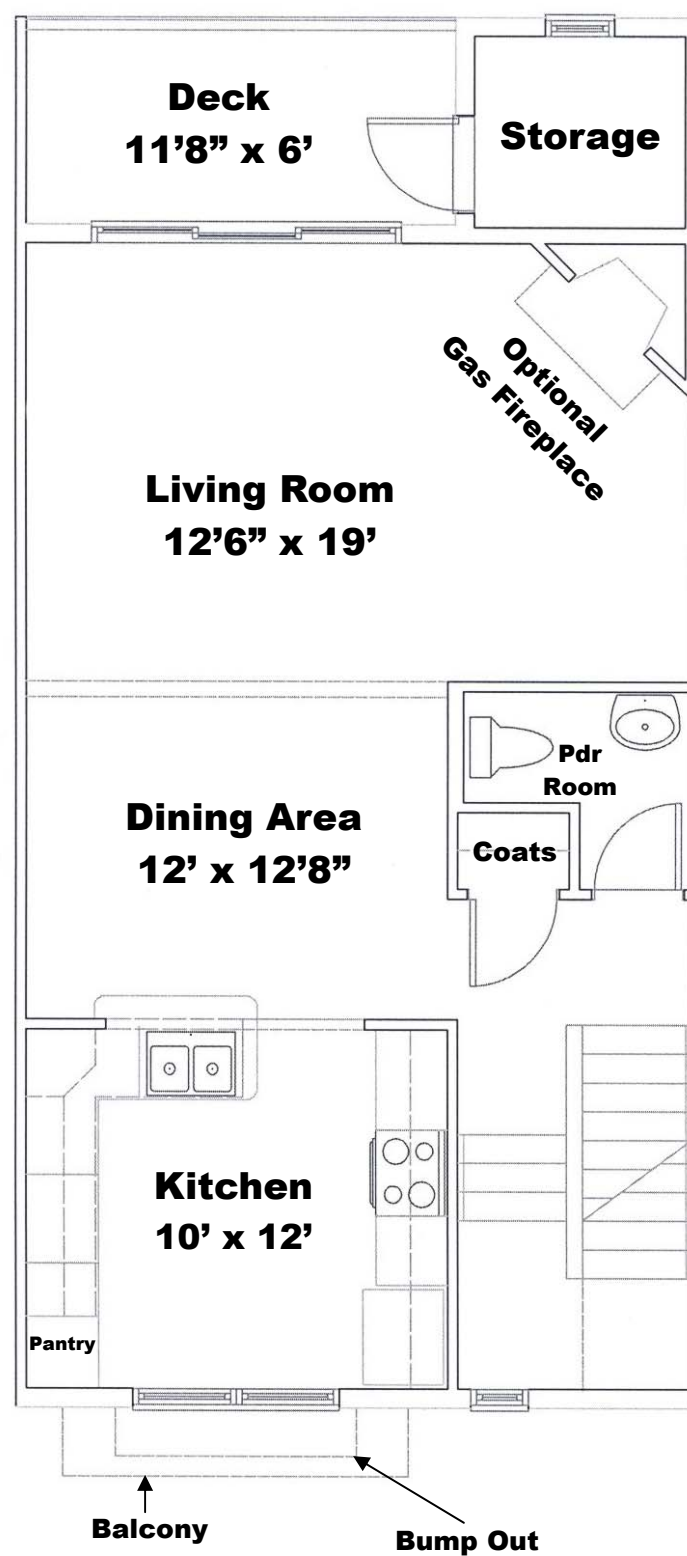 Deck
11’8” x 6’
Storage
Optional
Gas Fireplace
Living Room
12’6” x 19’
Pdr
Room
Dining Area
12’ x 12’8”
Coats
Kitchen
10’ x 12’
Pantry
Balcony
Bump Out